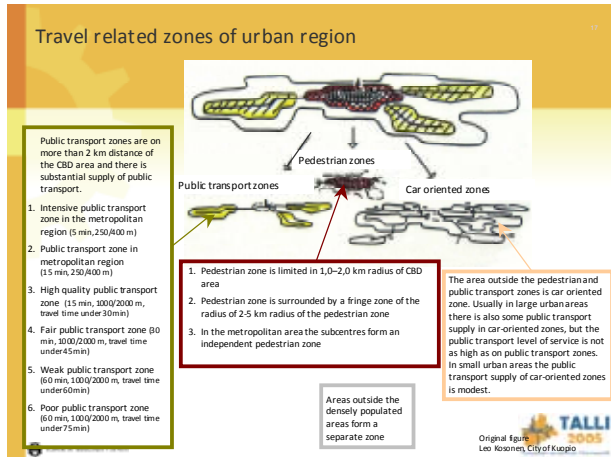 Travel related zones of urban region
Public transport zones are on
more than 2 km distance of
the CBD area and there is
substantial supply of public
transport.
1. Intensive public transport
zone in the metropolitan
region (5 min,250/400 m)
2. Public transport zone in
metropolitan region
(15 min, 250/400 m)
3. High quality public transport
zone (15 min, 1000/2000 m,
travel time under 30min)
4. Fair public transport zone (30
min, 1000/2000 m, travel time
under45min)
5. Weak public transport zone
(60 min, 1000/2000 m, travel time
under60min)
6. Poor public transport zone
(60 min, 1000/2000 m, travel time
under75min)
Pedestrian zones
Public transport zones
Car oriented zones
1. Pedestrian zone is limited in 1,0–2,0 km radius of CBD
area
2. Pedestrian zone is surrounded by a fringe zone of the
radius of 2-5 km radius of the pedestrian zone
3. In the metropolitan area the subcentres form an
independent pedestrian zone
The area outside the pedestrian and
public transport zones is car oriented
zone. Usually in large urban areas
there is also some public transport
supply in car-oriented zones, but the
public transport level of service is not
as high as on public transport zones.
In small urban areas the public
transport supply of car-oriented zones
is modest.
Areas outside the
densely populated
areas form a
separate zone
TALLI
2005
Original figure
Leo Kosonen, City of Kuopio